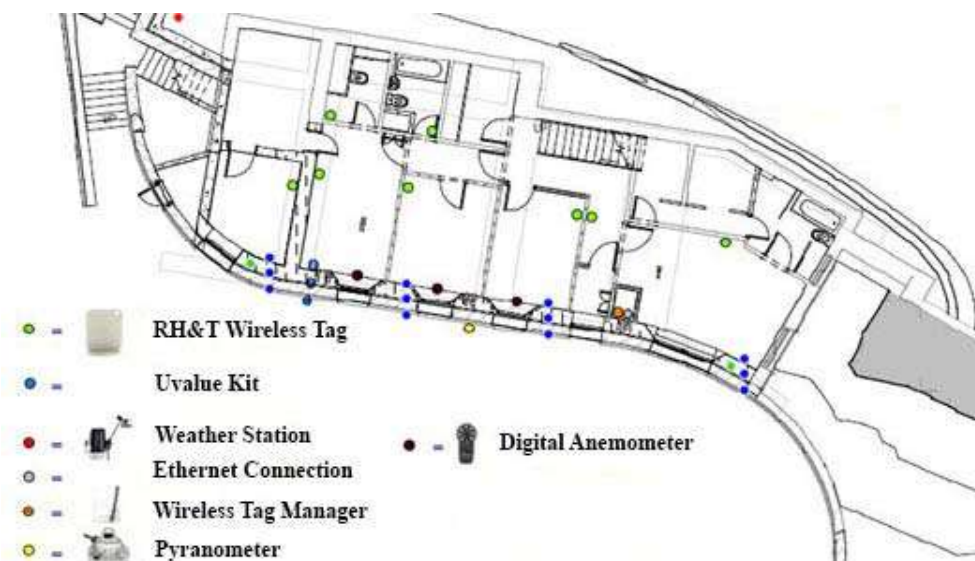 RH&T Wireless Tag
Uvalue Kit
Weather Station
Digital Anemometer
Ethernet Connection
Wireless Tag Manager
Pyranometer